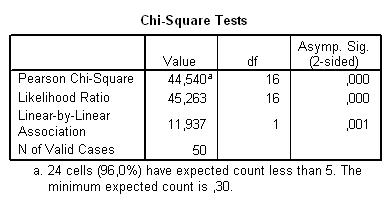 Chi-Square Tests
Value df Asymp. Sig. (2-sided)
Pearson Chi-Square 44,540a 16 ,000
Likelihood Ratio 45,263 16 ,000
Linear-by-Linear Association 11,937 1 ,001
N of Valid Cases 50
a. 24 cells (96,0%) have expected count less than 5. The
minimum expected count is ,30.